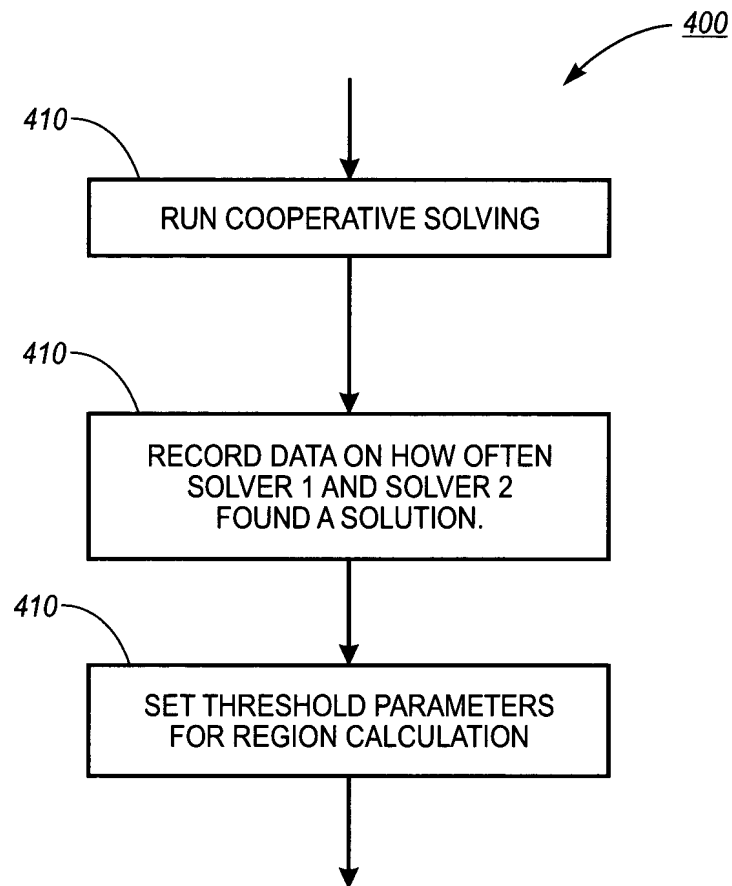 400
410
RUN COOPERATIVE SOLVING
410
RECORD DATA ON HOW OFTEN
SOLVER 1 AND SOLVER 2
FOUND A SOLUTION.
410
SET THRESHOLD PARAMETERS
FOR REGION CALCULATION